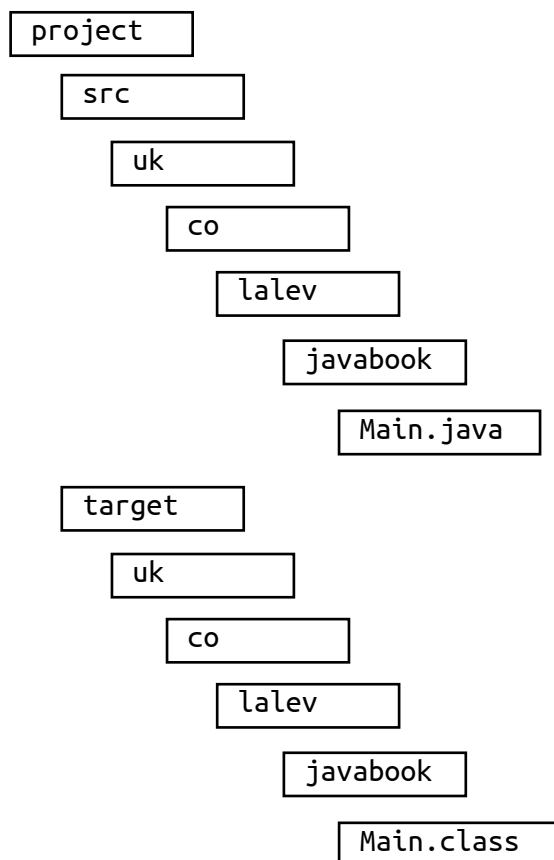 project
src
uk
co
lalev
javabook
Main.java
target
uk
co
lalev
javabook
Main.class